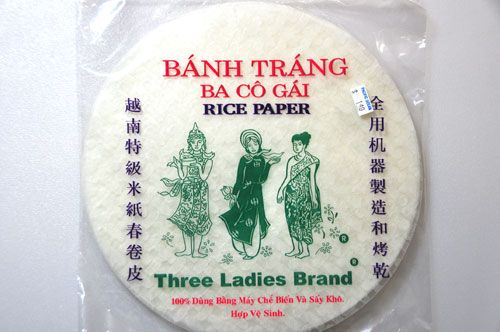 BÁNH TRÁNG
BA CÔ GÁI
RICE PAPER
越南特級米紙春卷皮
全用机器製造和烤乾
®
Three Ladies Brand ®
100% Dùng Bằng Máy Chế Biến Và Sấy Khô.
Hợp Vệ Sinh.